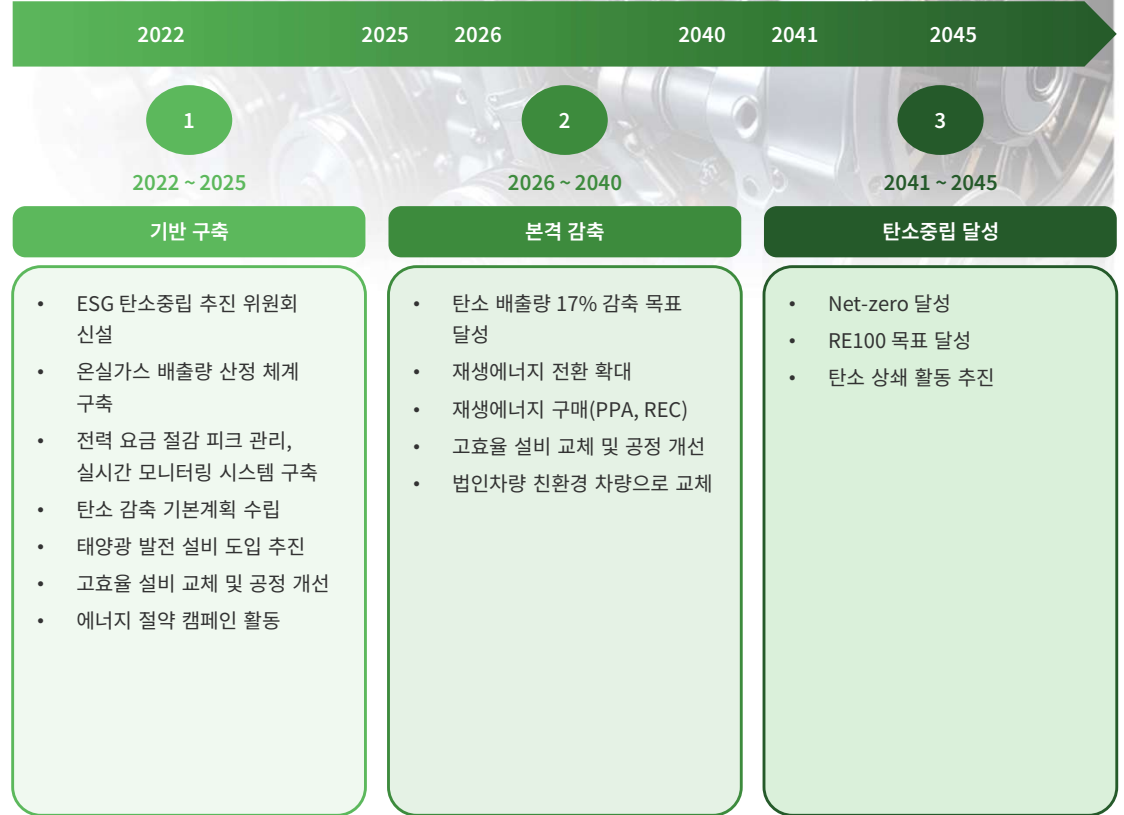 2022 2025 2026 2040 2041 2045
1
2022 ~ 2025
기반 구축
• ESG 탄소중립 추진 위원회
신설
• 온실가스 배출량 산정 체계
구축
• 전력 요금 절감 피크 관리,
실시간 모니터링 시스템 구축
• 탄소 감축 기본계획 수립
• 태양광 발전 설비 도입 추진
• 고효율 설비 교체 및 공정 개선
• 에너지 절약 캠페인 활동
2
2026 ~ 2040
본격 감축
• 탄소 배출량 17% 감축 목표
달성
• 재생에너지 전환 확대
• 재생에너지 구매(PPA, REC)
• 고효율 설비 교체 및 공정 개선
• 법인차량 친환경 차량으로 교체
3
2041 ~ 2045
탄소중립 달성
• Net-zero 달성
• RE100 목표 달성
• 탄소 상쇄 활동 추진